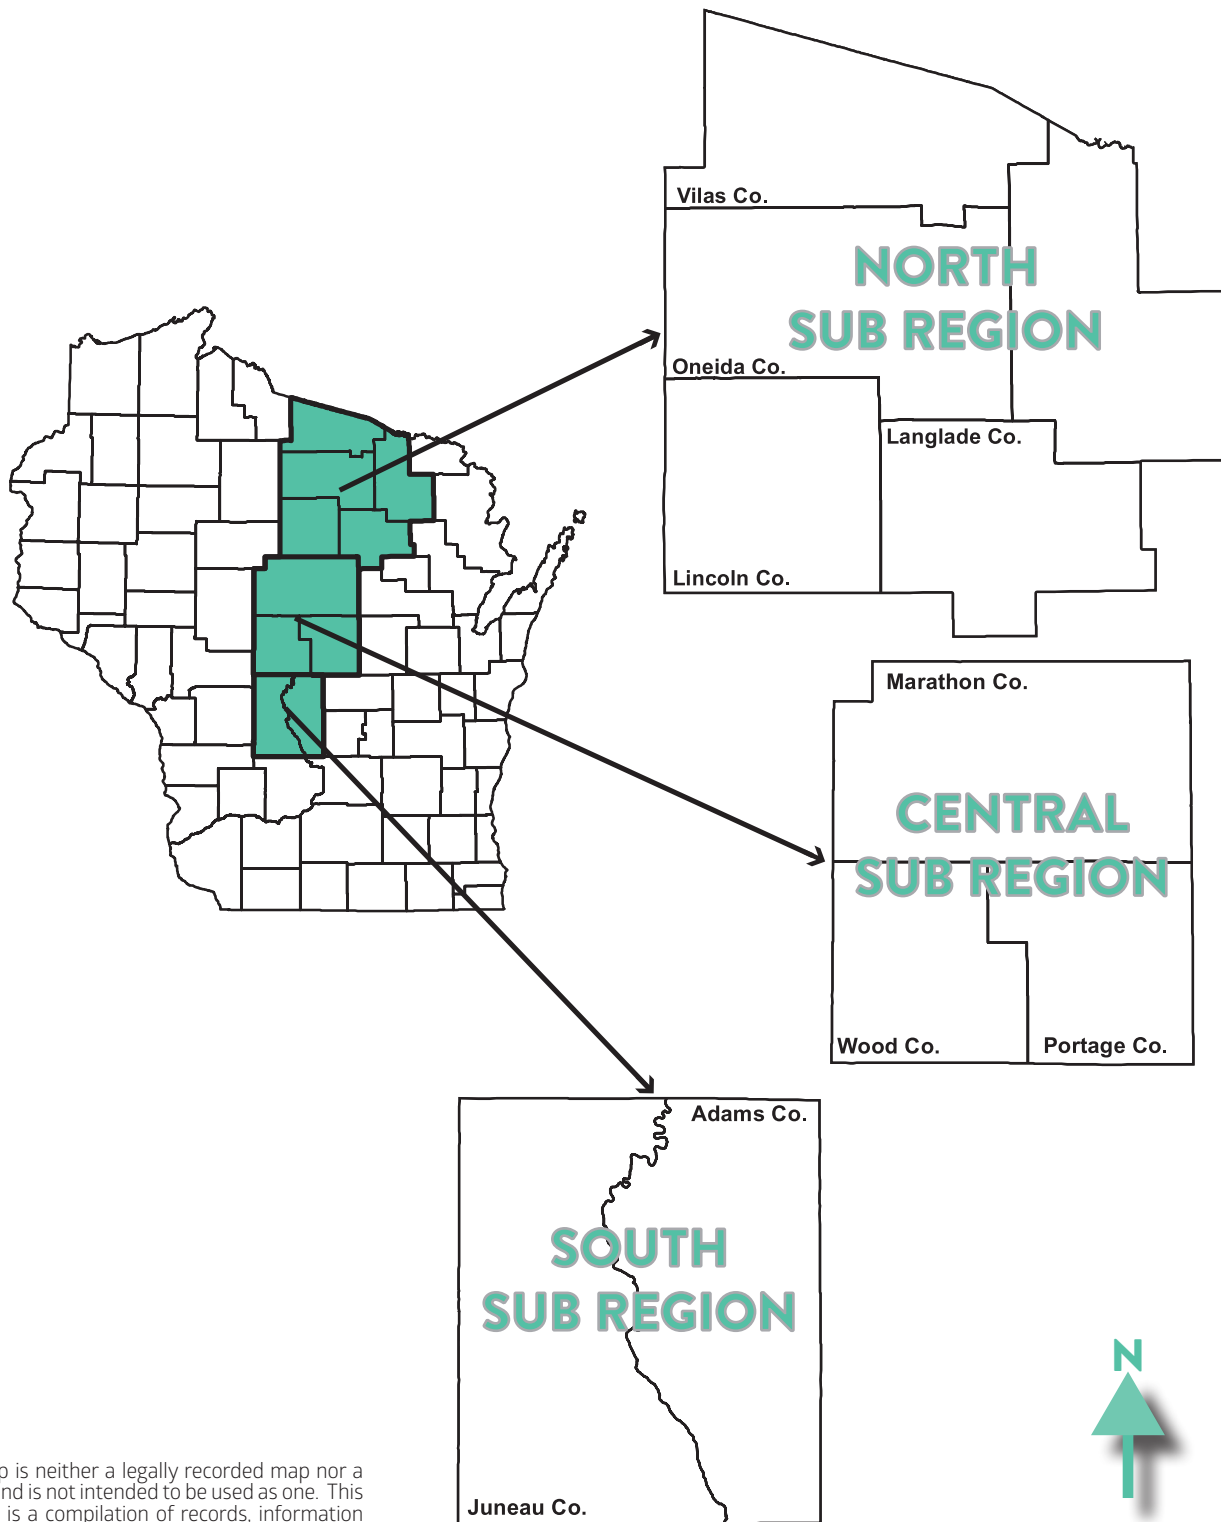 Vilas Co.
NORTH
SUB REGION
Oneida Co.
Langlade Co.
Lincoln Co.
Marathon Co.
CENTRAL
SUB REGION
Wood Co.
Portage Co.
Adams Co.
SOUTH
SUB REGION
Juneau Co.
N
is neither a legally recorded map nor a
is not intended to be used as one. This
is a compilation of records, information